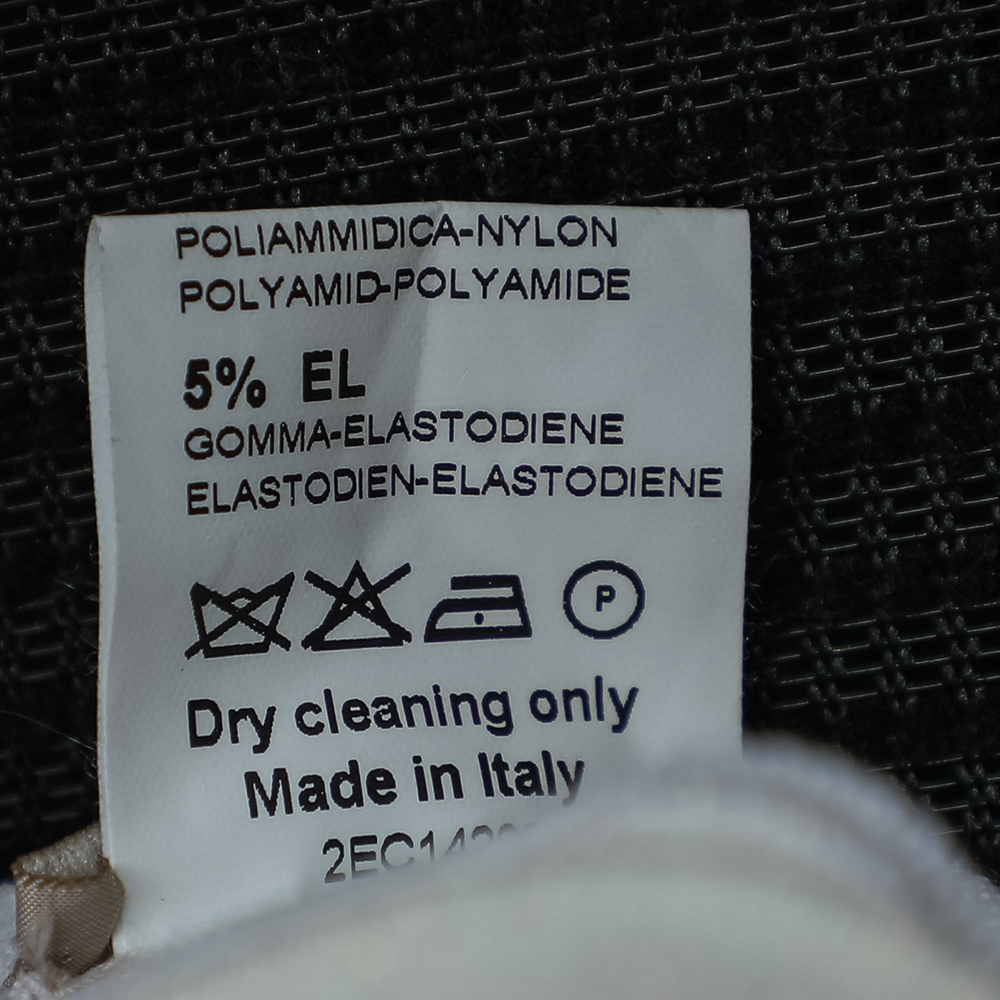 POLIAMMIDICA-NYLON
POLYAMID-POLYAMIDE
5% EL
GOMMA-ELASTODIENE
ELASTODIEN-ELASTODIENE
P
Dry cleaning only
Made in Italy